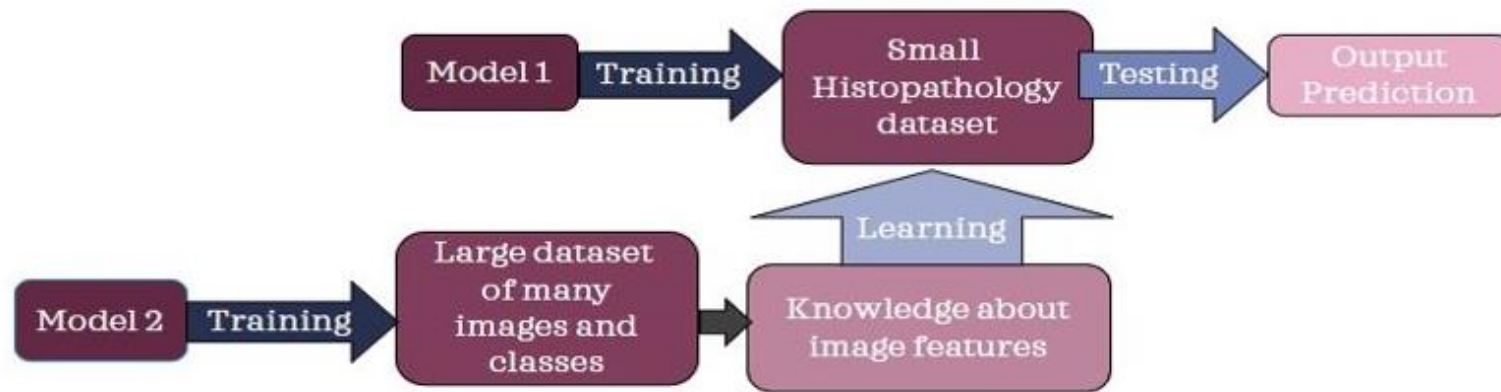 Model 1
Training
Small
Histopathology
dataset
Testing
Output
Prediction
Learning
Model 2
Training
Large dataset
of many
images and
classes
Knowledge about
image features